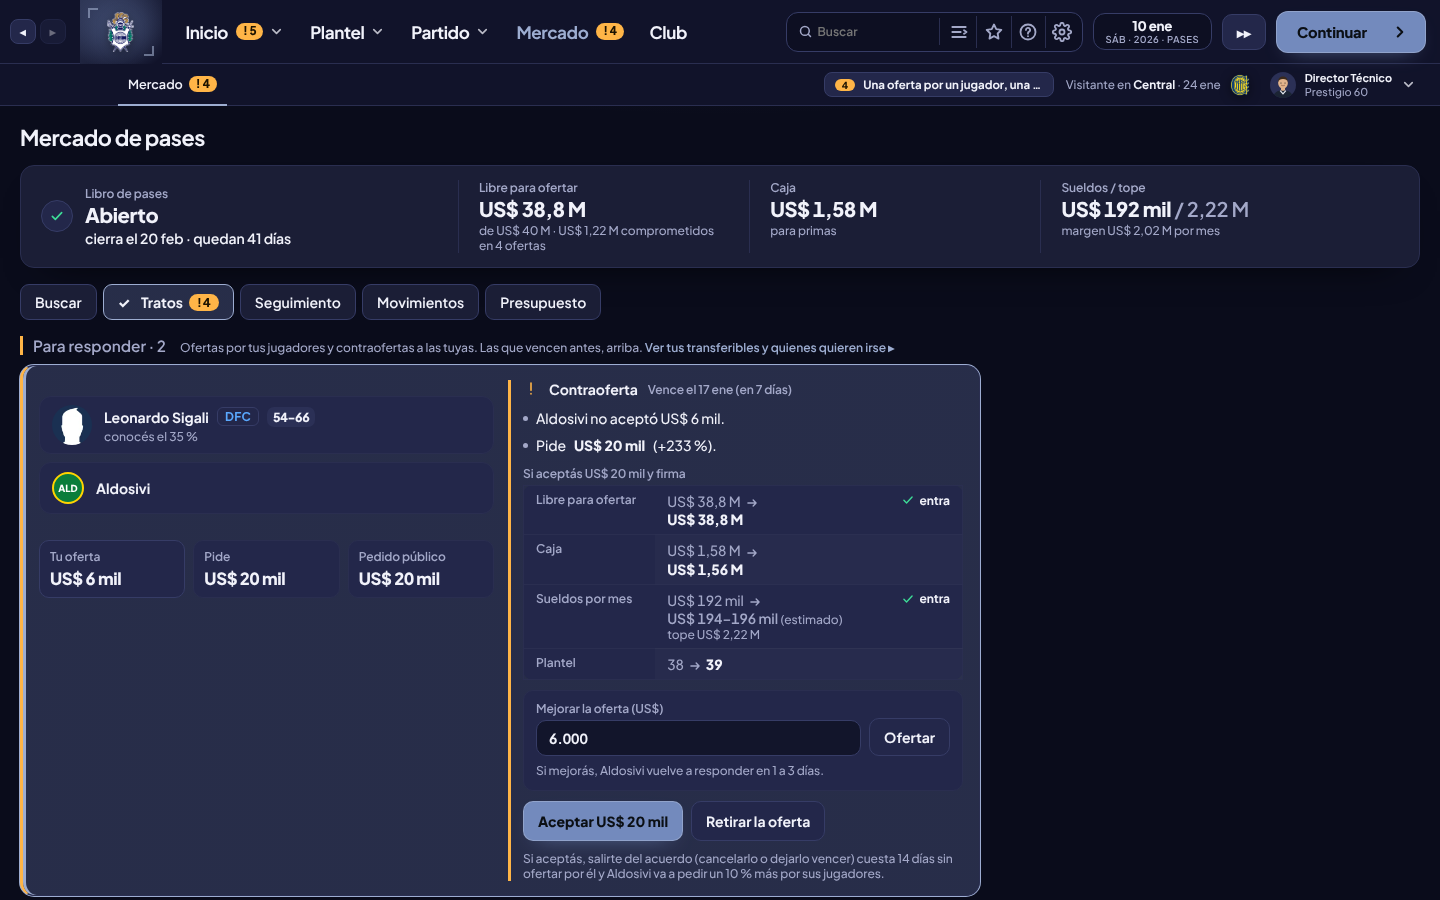 Inicio !5
Plantel
Partido
Mercado !4
Club
Buscar
10 ene
SÁB · 2026 · PASES
Continuar
Mercado !4
4 Una oferta por un jugador, una ...
Visitante en Central · 24 ene
Director Técnico
Prestigio 60
Mercado de pases
Libro de pases
Abierto
cierra el 20 feb · quedan 41 días
Libre para ofertar
US$ 38,8 M
de US$ 40 M · US$ 1,22 M comprometidos
en 4 ofertas
Caja
US$ 1,58 M
para primas
Sueldos / tope
US$ 192 mil / 2,22 M
margen US$ 2,02 M por mes
Buscar
Tratos !4
Seguimiento
Movimientos
Presupuesto
Para responder · 2 Ofertas por tus jugadores y contraofertas a las tuyas. Las que vencen antes, arriba. Ver tus transferibles y quienes quieren irse ▸
Leonardo Sigali DFC 54–66
conocés el 35 %
ALD Aldosivi
Tu oferta
US$ 6 mil
Pide
US$ 20 mil
Pedido público
US$ 20 mil
! Contraoferta Vence el 17 ene (en 7 días)
• Aldosivi no aceptó US$ 6 mil.
• Pide US$ 20 mil (+233 %).
Si aceptás US$ 20 mil y firma
Libre para ofertar US$ 38,8 M → ✓ entra
US$ 38,8 M
Caja US$ 1,58 M →
US$ 1,56 M
Sueldos por mes US$ 192 mil → ✓ entra
US$ 194–196 mil (estimado)
tope US$ 2,22 M
Plantel 38 → 39
Mejorar la oferta (US$)
6.000 Ofertar
Si mejorás, Aldosivi vuelve a responder en 1 a 3 días.
Aceptar US$ 20 mil Retirar la oferta
Si aceptás, salirte del acuerdo (cancelarlo o dejarlo vencer) cuesta 14 días sin
ofertar por él y Aldosivi va a pedir un 10 % más por sus jugadores.